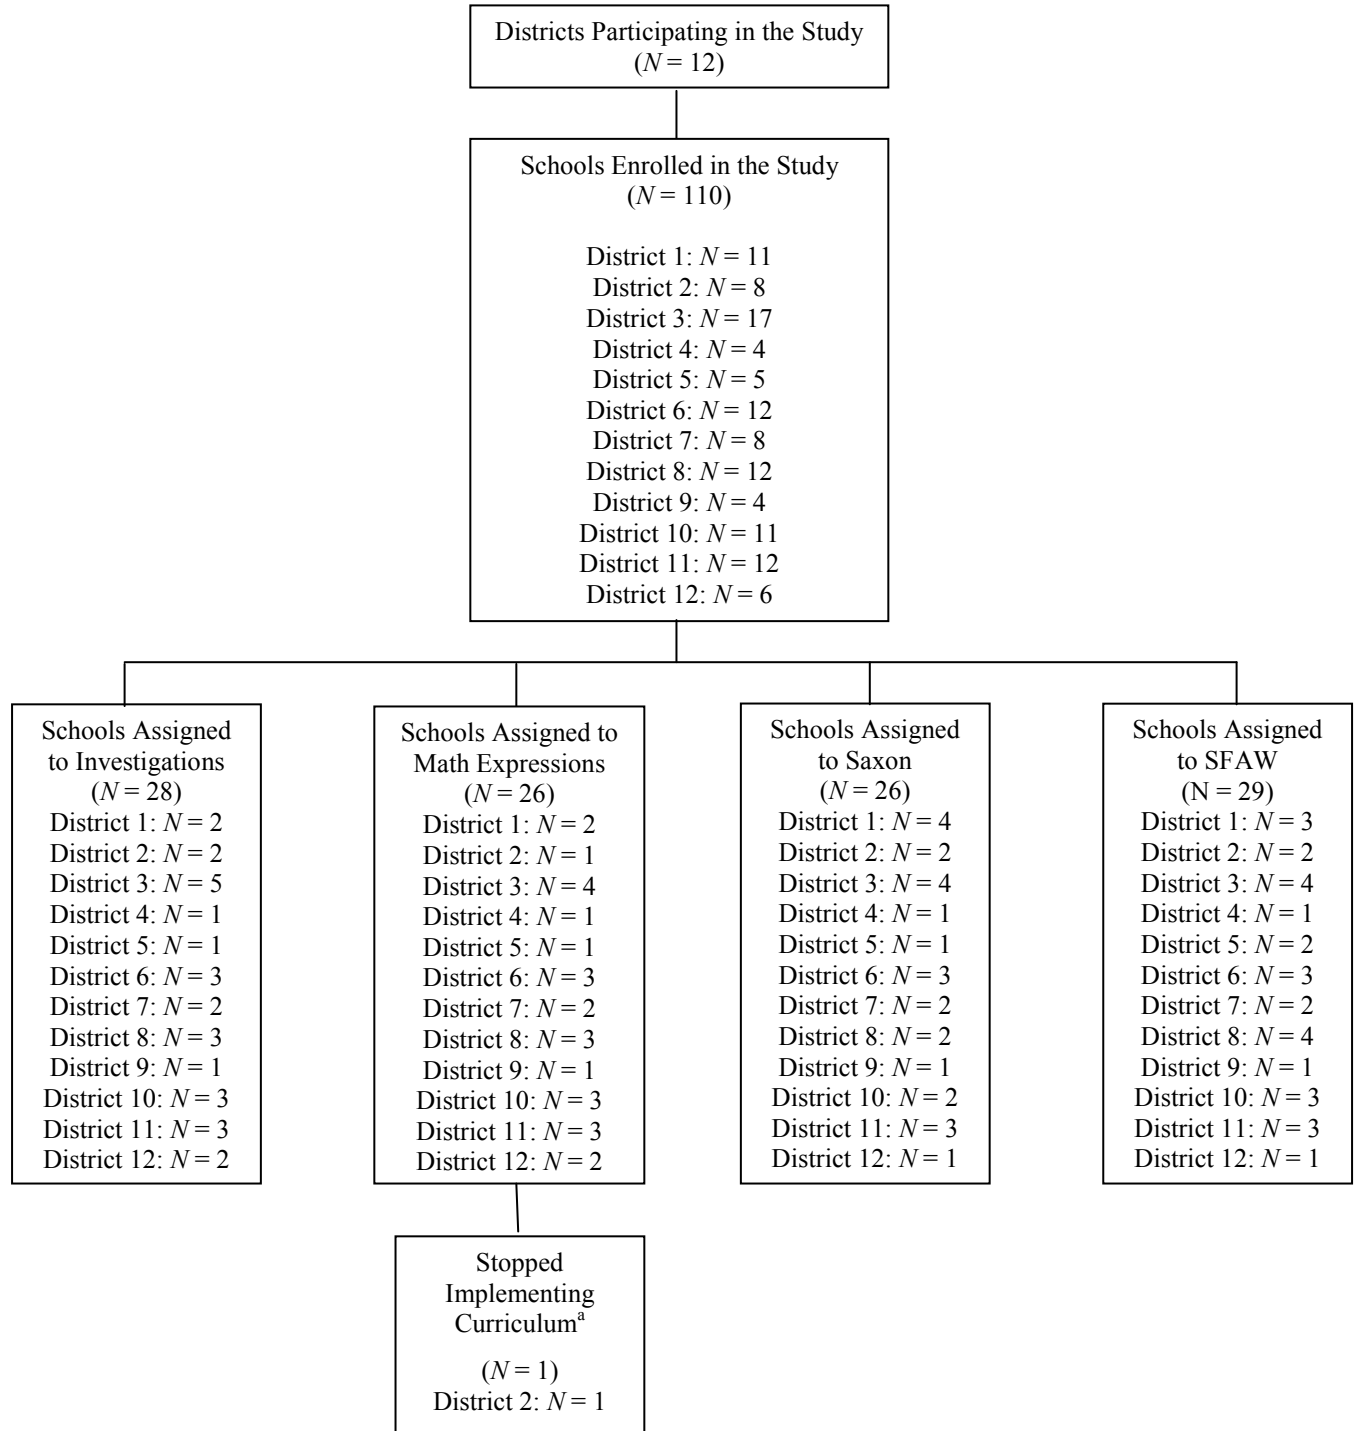 Districts Participating in the Study
(N = 12)
Schools Enrolled in the Study
(N = 110)
District 1: N = 11
District 2: N = 8
District 3: N = 17
District 4: N = 4
District 5: N = 5
District 6: N = 12
District 7: N = 8
District 8: N = 12
District 9: N = 4
District 10: N = 11
District 11: N = 12
District 12: N = 6
Schools Assigned
to Investigations
(N = 28)
District 1: N = 2
District 2: N = 2
District 3: N = 5
District 4: N = 1
District 5: N = 1
District 6: N = 3
District 7: N = 2
District 8: N = 3
District 9: N = 1
District 10: N = 3
District 11: N = 3
District 12: N = 2
Schools Assigned to
Math Expressions
(N = 26)
District 1: N = 2
District 2: N = 1
District 3: N = 4
District 4: N = 1
District 5: N = 1
District 6: N = 3
District 7: N = 2
District 8: N = 3
District 9: N = 1
District 10: N = 3
District 11: N = 3
District 12: N = 2
Schools Assigned
to Saxon
(N = 26)
District 1: N = 4
District 2: N = 2
District 3: N = 4
District 4: N = 1
District 5: N = 1
District 6: N = 3
District 7: N = 2
District 8: N = 2
District 9: N = 1
District 10: N = 2
District 11: N = 3
District 12: N = 1
Schools Assigned
to SFAW
(N = 29)
District 1: N = 3
District 2: N = 2
District 3: N = 4
District 4: N = 1
District 5: N = 2
District 6: N = 3
District 7: N = 2
District 8: N = 4
District 9: N = 1
District 10: N = 3
District 11: N = 3
District 12: N = 1
Stopped
Implementing
Curriculumᵃ
(N = 1)
District 2: N = 1